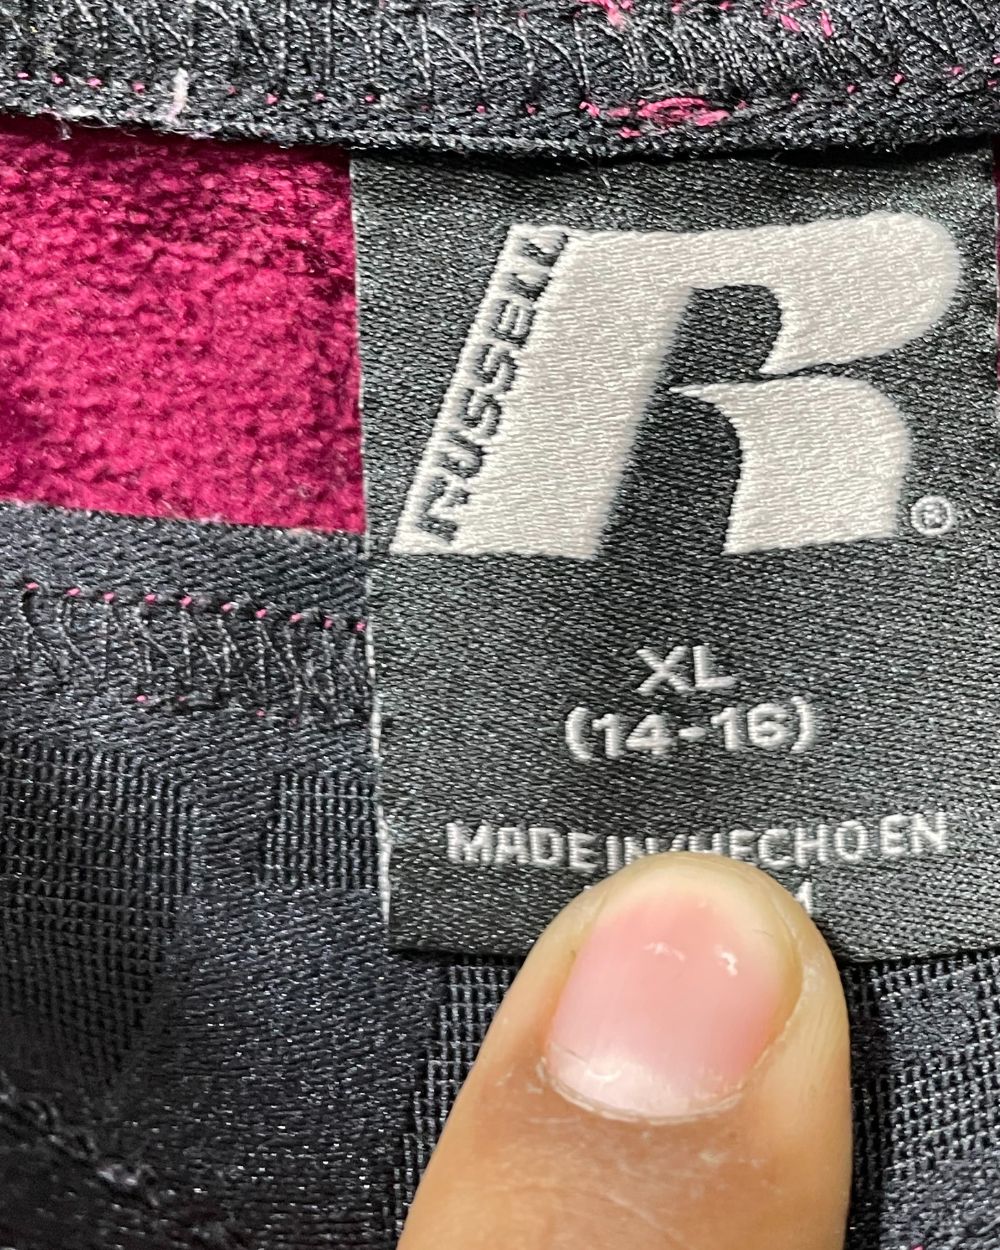 RUSSELL
R ®
XL
(14-16)
MADE IN/HECHO EN